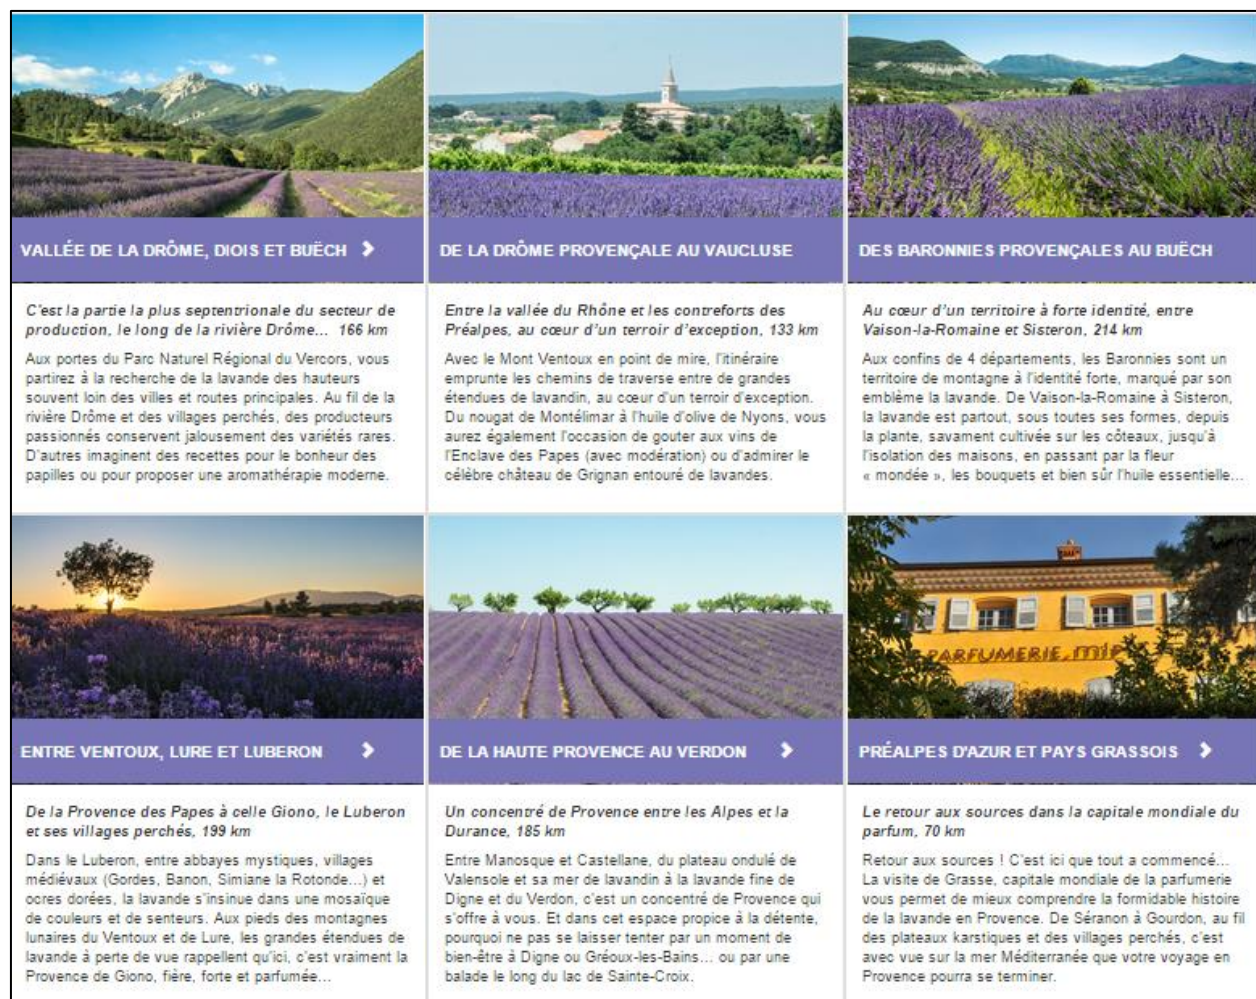 VALLÉE DE LA DRÔME, DIOIS ET BUËCH
C'est la partie la plus septentrionale du secteur de
production, le long de la rivière Drôme... 166 km
Aux portes du Parc Naturel Régional du Vercors, vous
partirez à la recherche de la lavande des hauteurs
souvent loin des villes et routes principales. Au fil de la
rivière Drôme et des villages perchés, des producteurs
passionnés conservent jalousement des variétés rares.
D'autres imaginent des recettes pour le bonheur des
papilles ou pour proposer une aromathérapie moderne.
DE LA DRÔME PROVENÇALE AU VAUCLUSE
Entre la vallée du Rhône et les contreforts des
Préalpes, au cœur d'un terroir d'exception, 133 km
Avec le Mont Ventoux en point de mire, l'itinéraire
emprunte les chemins de traverse entre de grandes
étendues de lavandin, au cœur d'un terroir d'exception.
Du nougat de Montélimar à l'huile d'olive de Nyons, vous
aurez également l'occasion de gouter aux vins de
l'Enclave des Papes (avec modération) ou d'admirer le
célèbre château de Grignan entouré de lavandes.
DES BARONNIES PROVENÇALES AU BUËCH
Au cœur d'un territoire à forte identité, entre
Vaison-la-Romaine et Sisteron, 214 km
Aux confins de 4 départements, les Baronnies sont un
territoire de montagne à l'identité forte, marqué par son
emblème la lavande. De Vaison-la-Romaine à Sisteron,
la lavande est partout, sous toutes ses formes, depuis
la plante, savament cultivée sur les côteaux, jusqu'à
l'isolation des maisons, en passant par la fleur
« mondée », les bouquets et bien sûr l'huile essentielle...
PARFUMERIE
ENTRE VENTOUX, LURE ET LUBERON
De la Provence des Papes à celle Giono, le Luberon
et ses villages perchés, 199 km
Dans le Luberon, entre abbayes mystiques, villages
médiévaux (Gordes, Banon, Simiane la Rotonde...) et
ocres dorées, la lavande s'insinue dans une mosaïque
de couleurs et de senteurs. Aux pieds des montagnes
lunaires du Ventoux et de Lure, les grandes étendues de
lavande à perte de vue rappellent qu'ici, c'est vraiment la
Provence de Giono, fière, forte et parfumée...
DE LA HAUTE PROVENCE AU VERDON
Un concentré de Provence entre les Alpes et la
Durance, 185 km
Entre Manosque et Castellane, du plateau ondulé de
Valensole et sa mer de lavandin à la lavande fine de
Digne et du Verdon, c'est un concentré de Provence qui
s'offre à vous. Et dans cet espace propice à la détente,
pourquoi ne pas se laisser tenter par un moment de
bien-être à Digne ou Gréoux-les-Bains... ou par une
balade le long du lac de Sainte-Croix.
PRÉALPES D'AZUR ET PAYS GRASSOIS
Le retour aux sources dans la capitale mondiale du
parfum, 70 km
Retour aux sources ! C'est ici que tout a commencé...
La visite de Grasse, capitale mondiale de la parfumerie
vous permet de mieux comprendre la formidable histoire
de la lavande en Provence. De Séranon à Gourdon, au fil
des plateaux karstiques et des villages perchés, c'est
avec vue sur la mer Méditerranée que votre voyage en
Provence pourra se terminer.